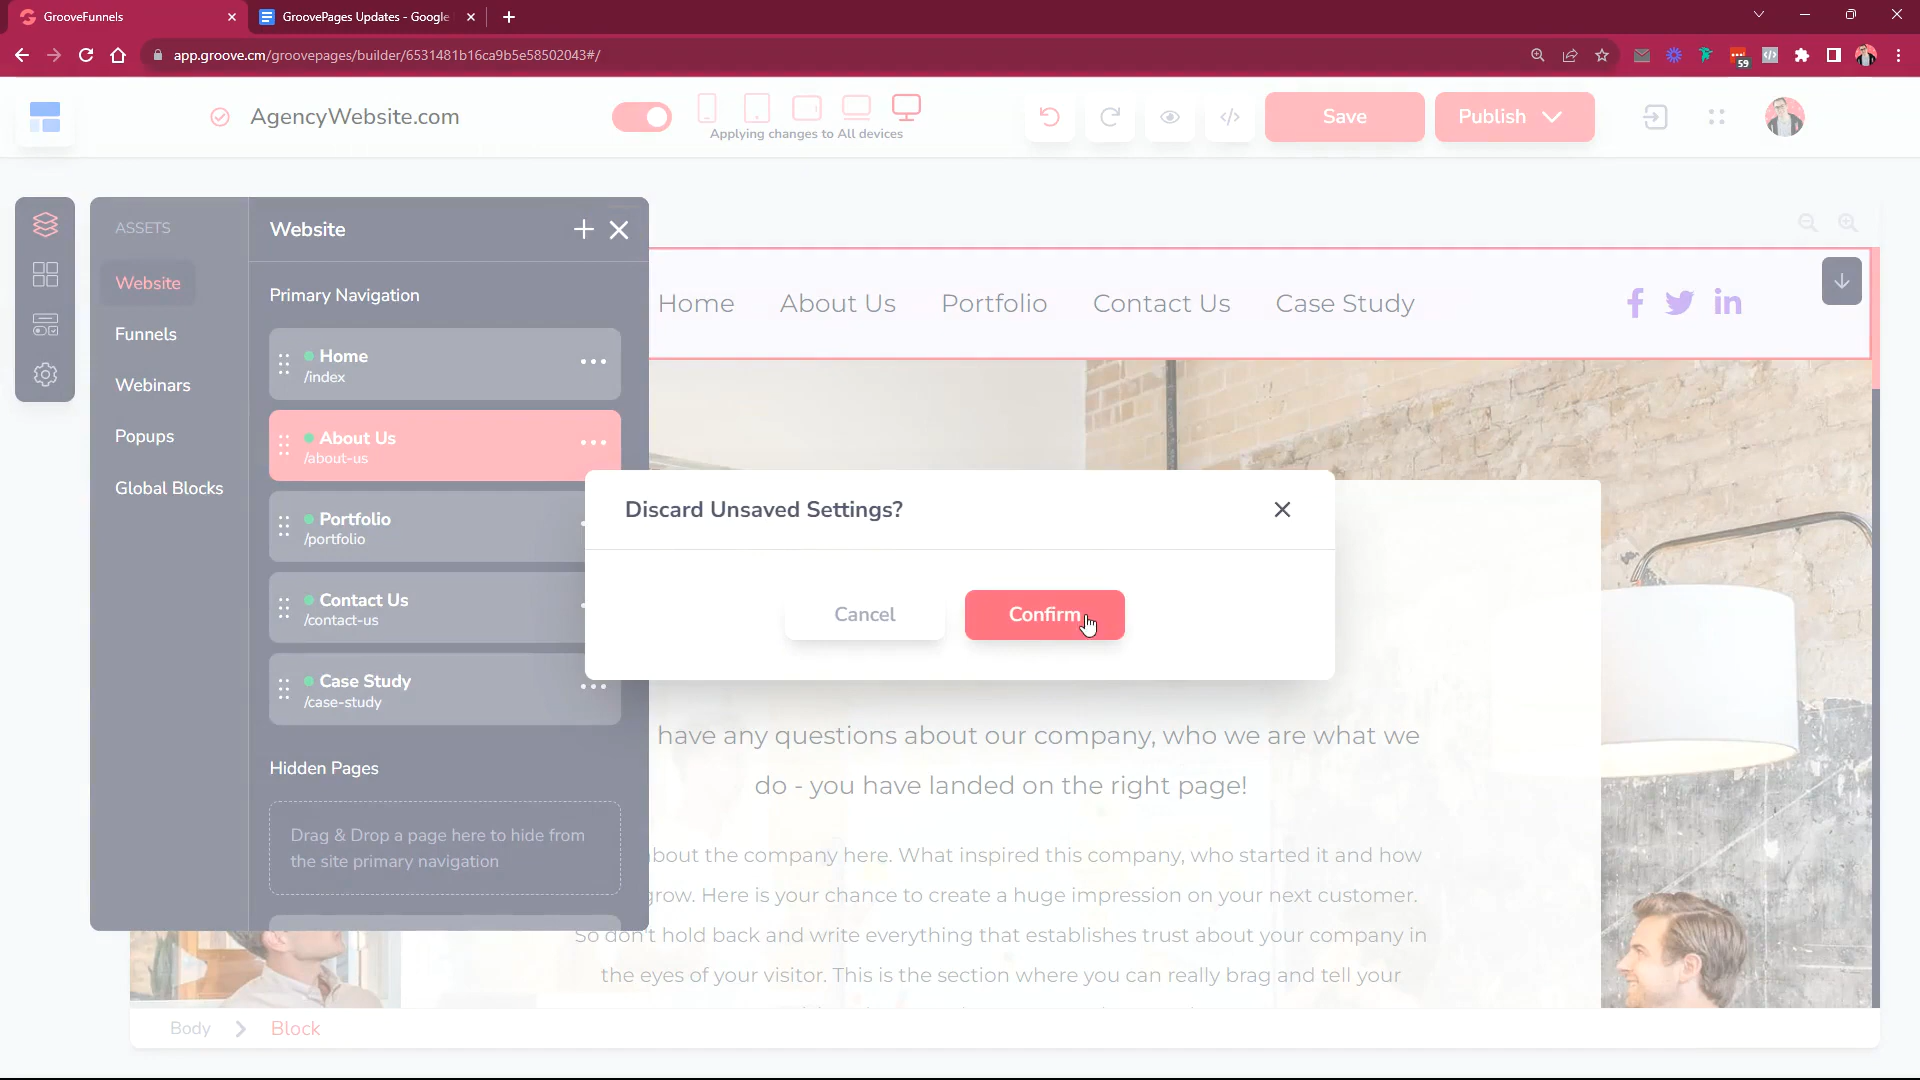 GrooveFunnels
GroovePages Updates - Google
app.groove.cm/groovepages/builder/6531481b16ca9b5e58502043#/
59
AgencyWebsite.com
Applying changes to All devices
Save
Publish
ASSETS
Website
Funnels
Webinars
Popups
Global Blocks
Website
Primary Navigation
Home
/index
About Us
/about-us
Portfolio
/portfolio
Contact Us
/contact-us
Case Study
/case-study
Hidden Pages
Drag & Drop a page here to hide from
the site primary navigation
Home About Us Portfolio Contact Us Case Study
Discard Unsaved Settings?
Cancel
Confirm
have any questions about our company, who we are what we
do - you have landed on the right page!
about the company here. What inspired this company, who started it and how
grow. Here is your chance to create a huge impression on your next customer.
So don't hold back and write everything that establishes trust about your company in
the eyes of your visitor. This is the section where you can really brag and tell your
Body
Block